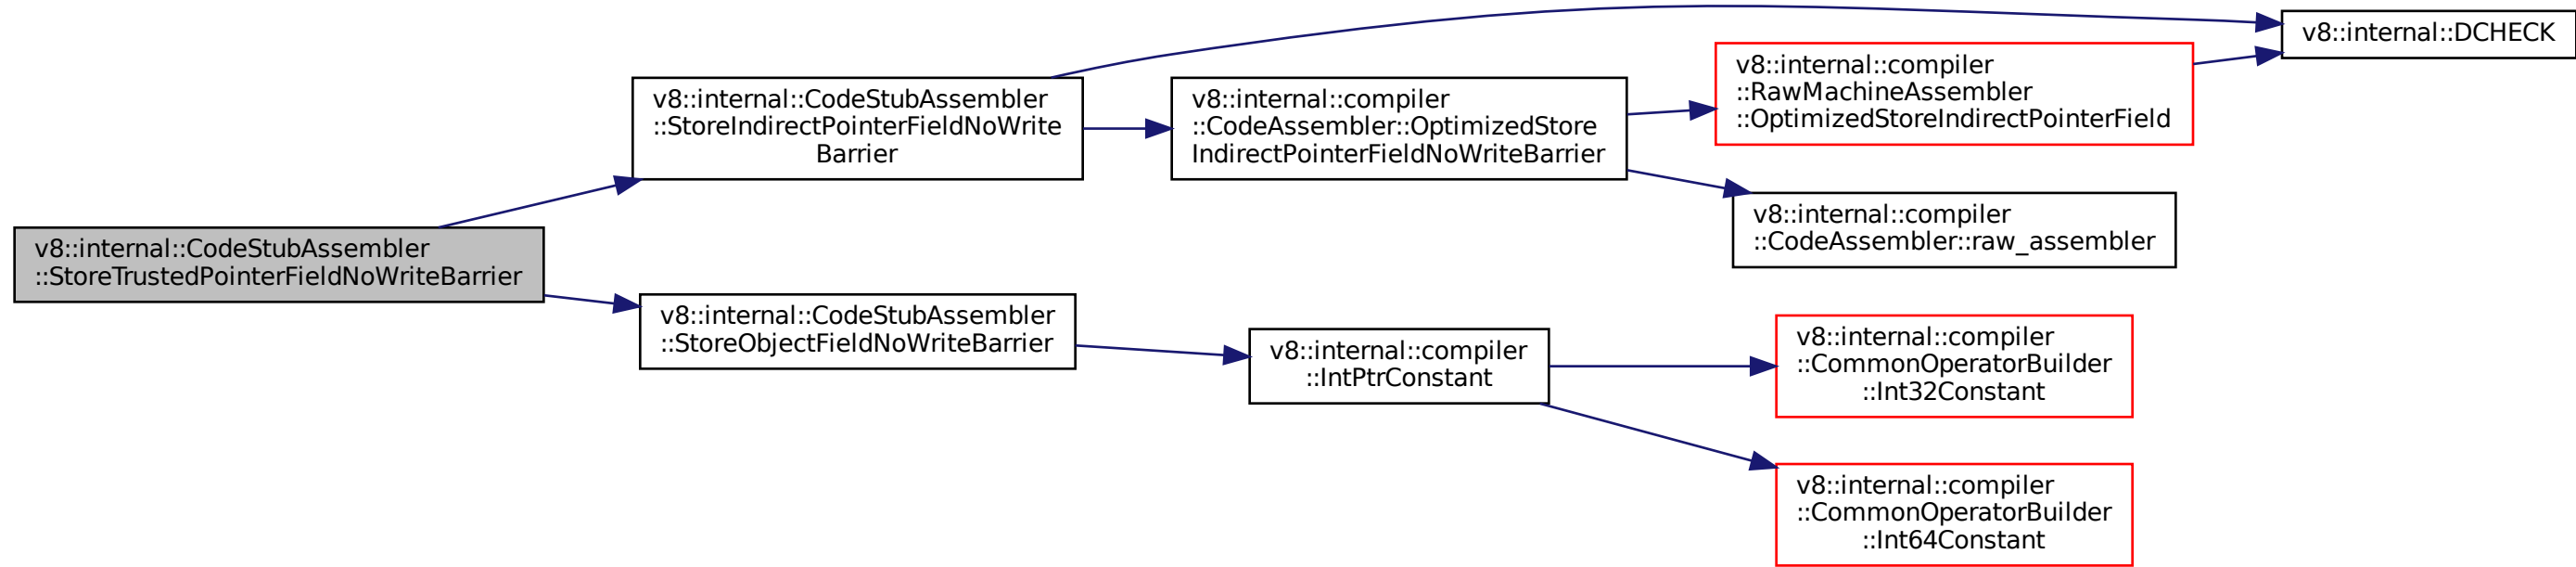 v8::internal::CodeStubAssembler
::StoreTrustedPointerFieldNoWriteBarrier
v8::internal::CodeStubAssembler
::StoreIndirectPointerFieldNoWrite
Barrier
v8::internal::DCHECK
v8::internal::compiler
::CodeAssembler::OptimizedStore
IndirectPointerFieldNoWriteBarrier
v8::internal::compiler
::RawMachineAssembler
::OptimizedStoreIndirectPointerField
v8::internal::compiler
::CodeAssembler::raw_assembler
v8::internal::CodeStubAssembler
::StoreObjectFieldNoWriteBarrier
v8::internal::compiler
::IntPtrConstant
v8::internal::compiler
::CommonOperatorBuilder
::Int32Constant
v8::internal::compiler
::CommonOperatorBuilder
::Int64Constant